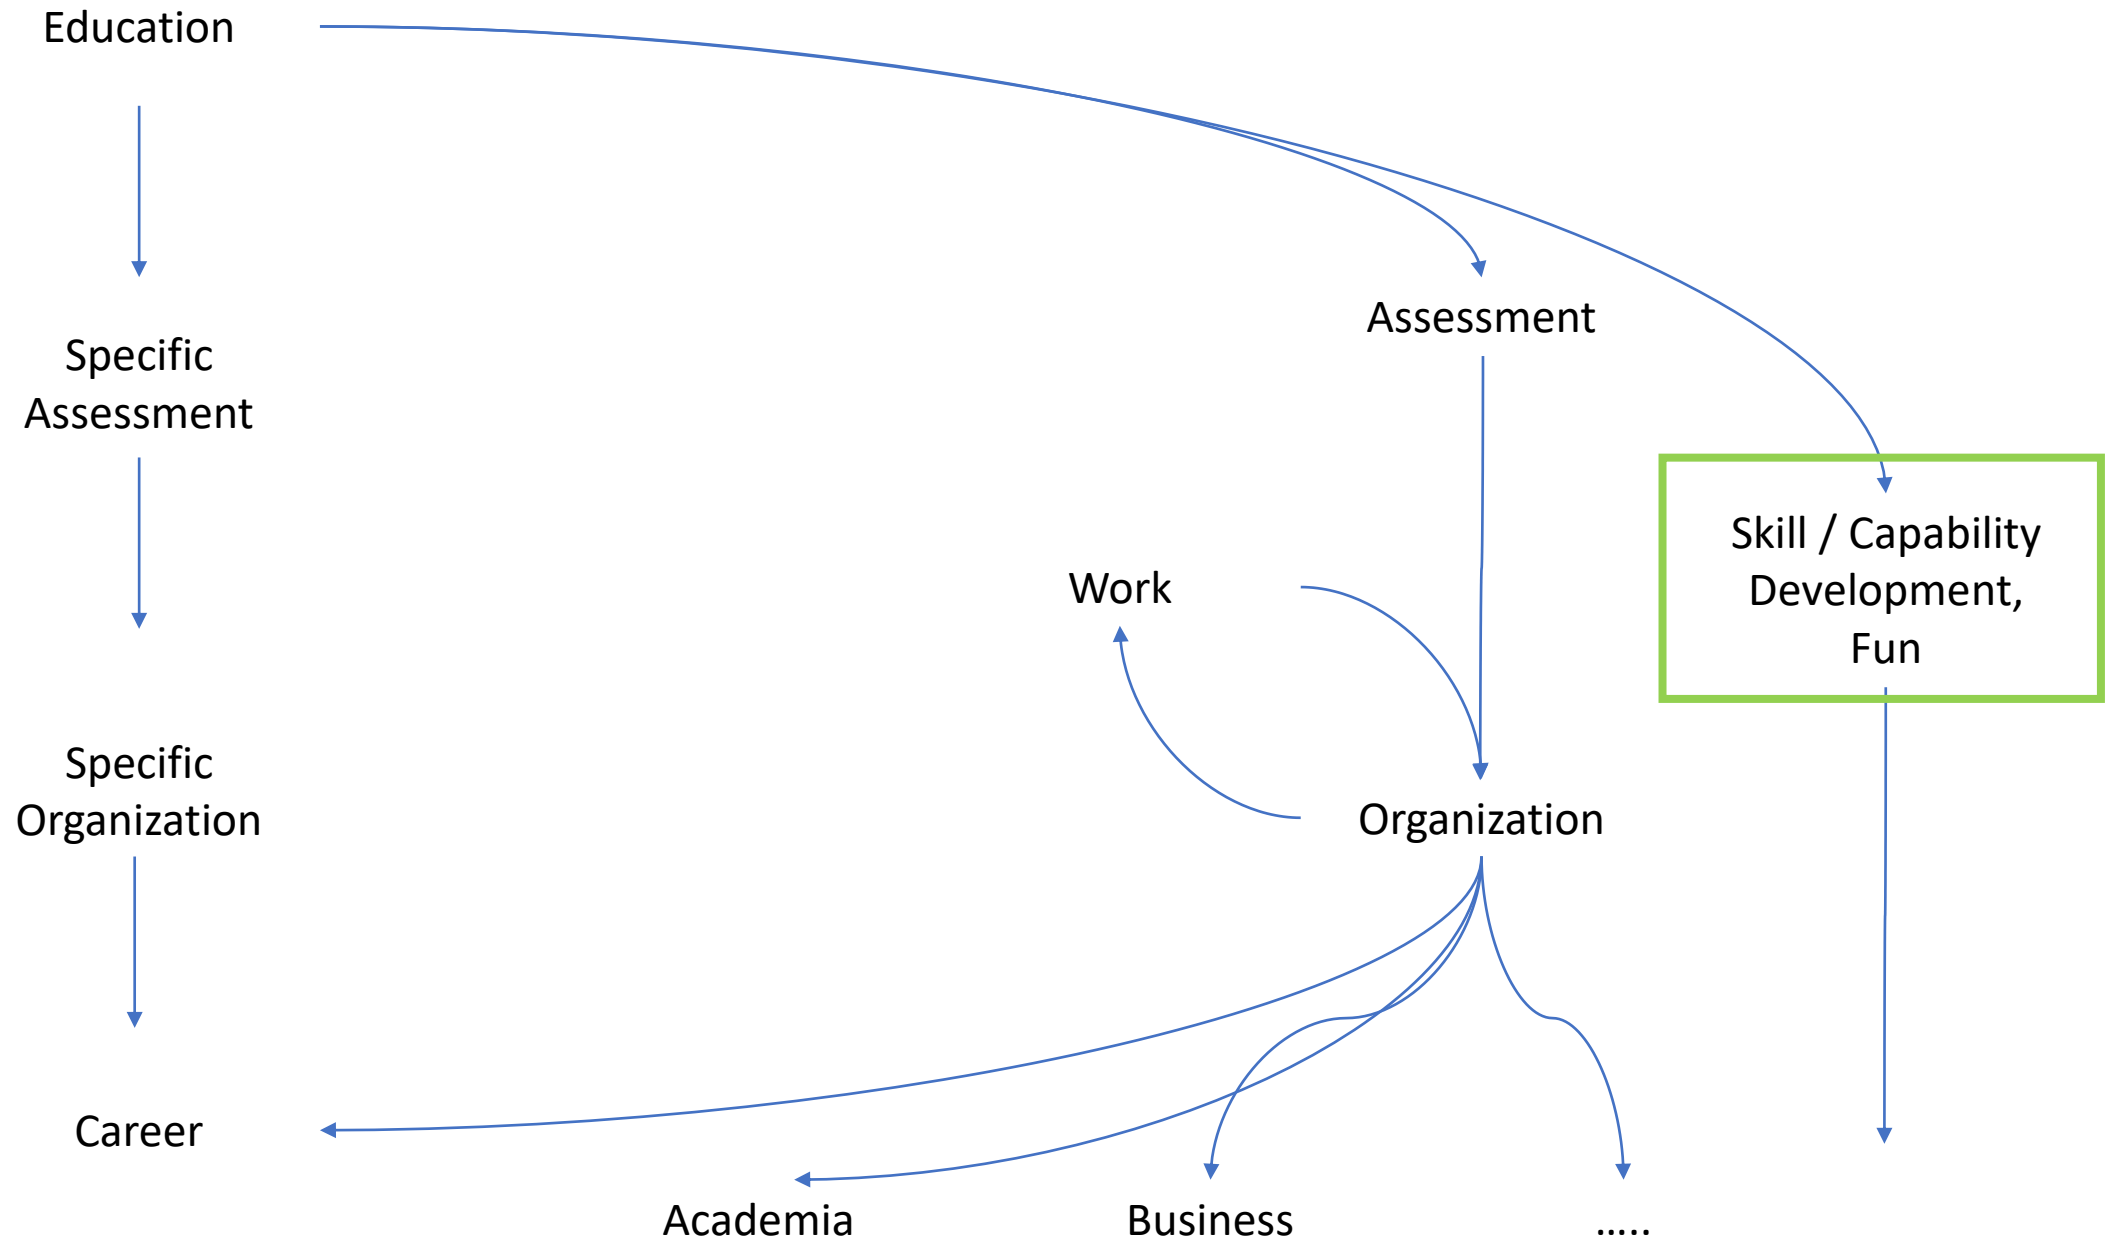 Education
Assessment
Specific
Assessment
Skill / Capability
Development,
Fun
Work
Specific
Organization
Organization
Career
Academia
Business
.....